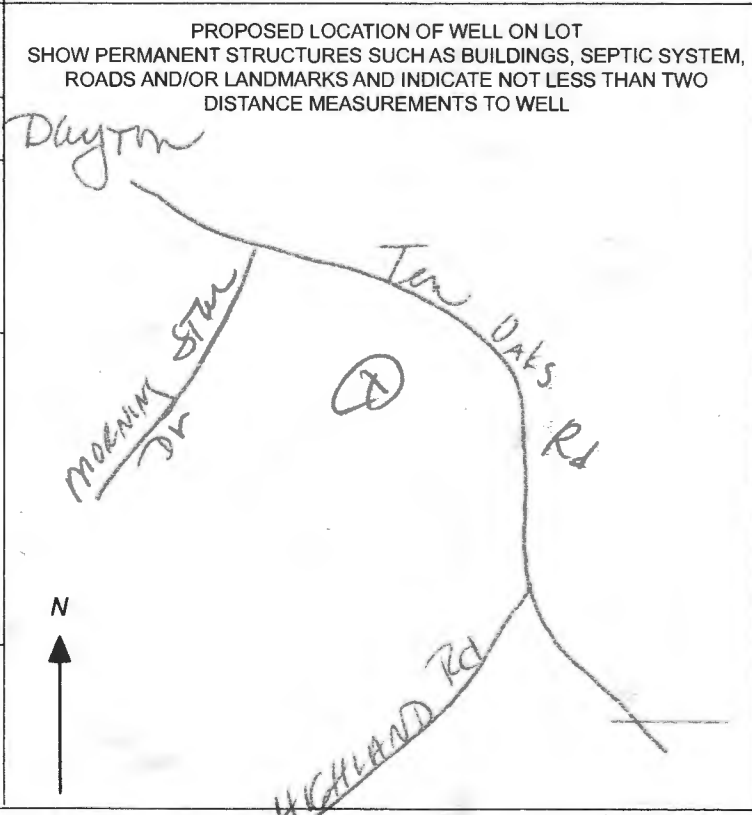 PROPOSED LOCATION OF WELL ON LOT
SHOW PERMANENT STRUCTURES SUCH AS BUILDINGS, SEPTIC SYSTEM,
ROADS AND/OR LANDMARKS AND INDICATE NOT LESS THAN TWO
DISTANCE MEASUREMENTS TO WELL
Dayton
Ten Oaks Rd
MORNING STAR
Dr
X
N
HIGHLAND Rd